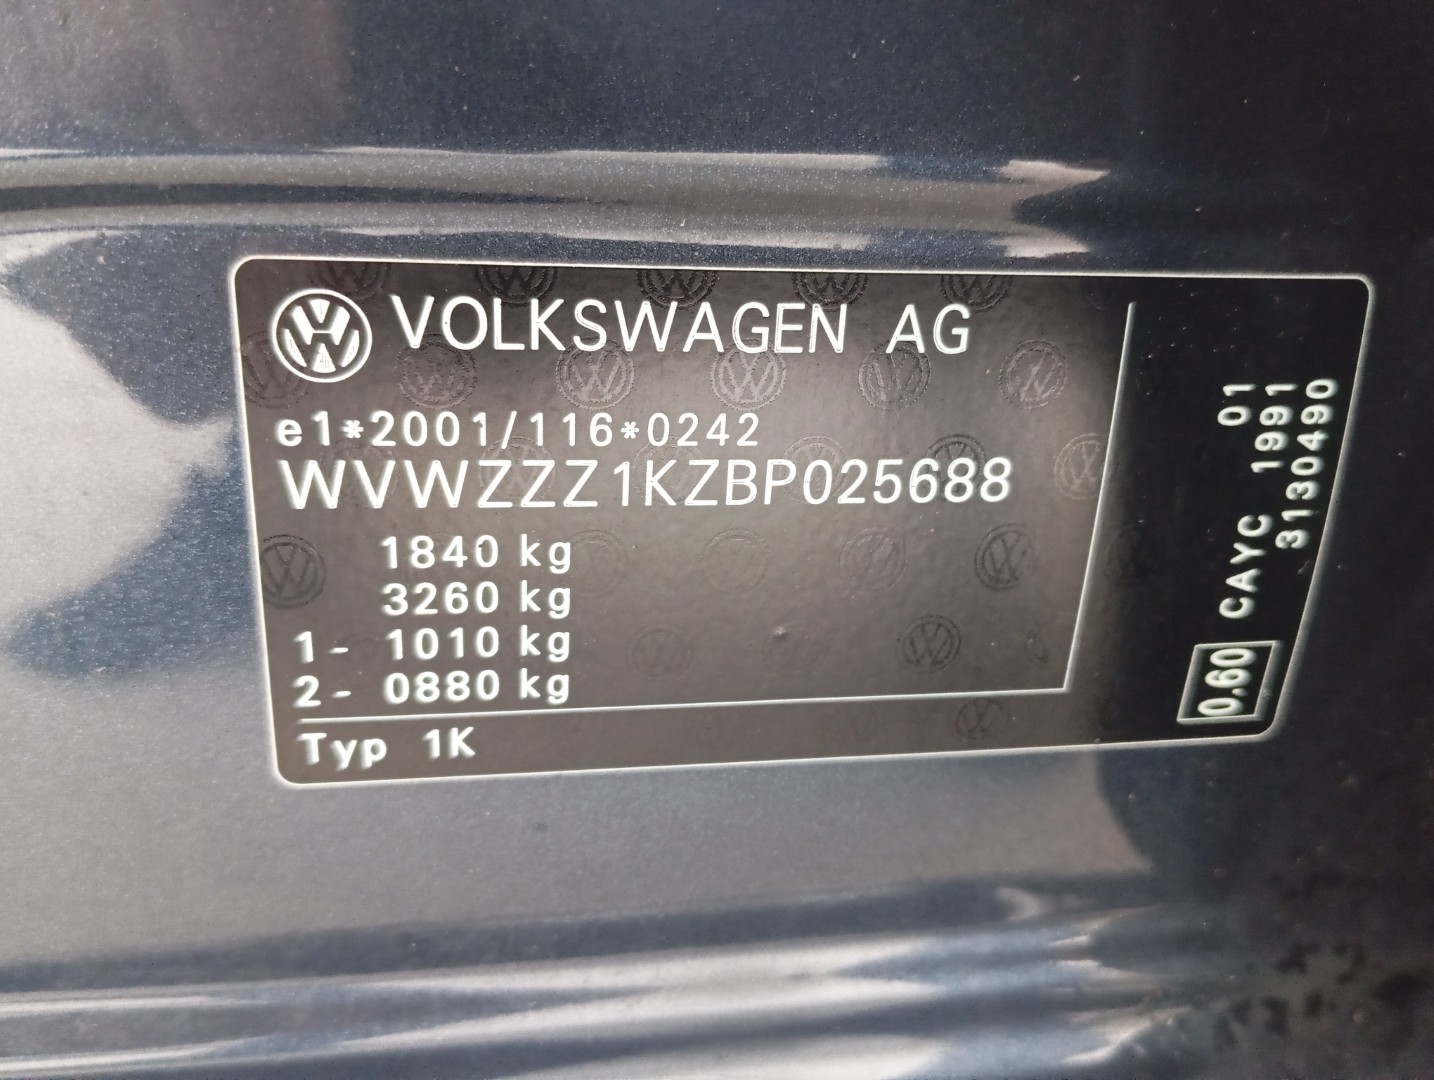 VOLKSWAGEN AG
e1*2001/116*0242
WVWZZZ1KZBP025688
1840 kg
3260 kg
1- 1010 kg
2- 0880 kg
Typ 1K
0.60 CAYC 01
1991
3130490